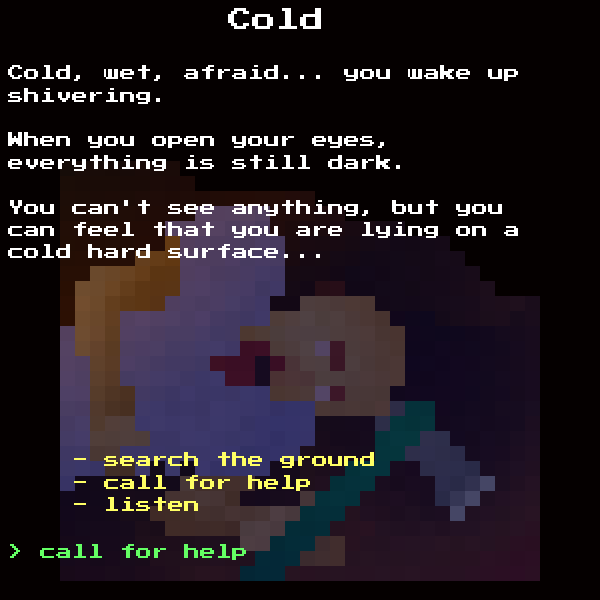 Cold
Cold, wet, afraid... you wake up
shivering.
When you open your eyes,
everything is still dark.
You can't see anything, but you
can feel that you are lying on a
cold hard surface...
- search the ground
- call for help
- listen
> call for help